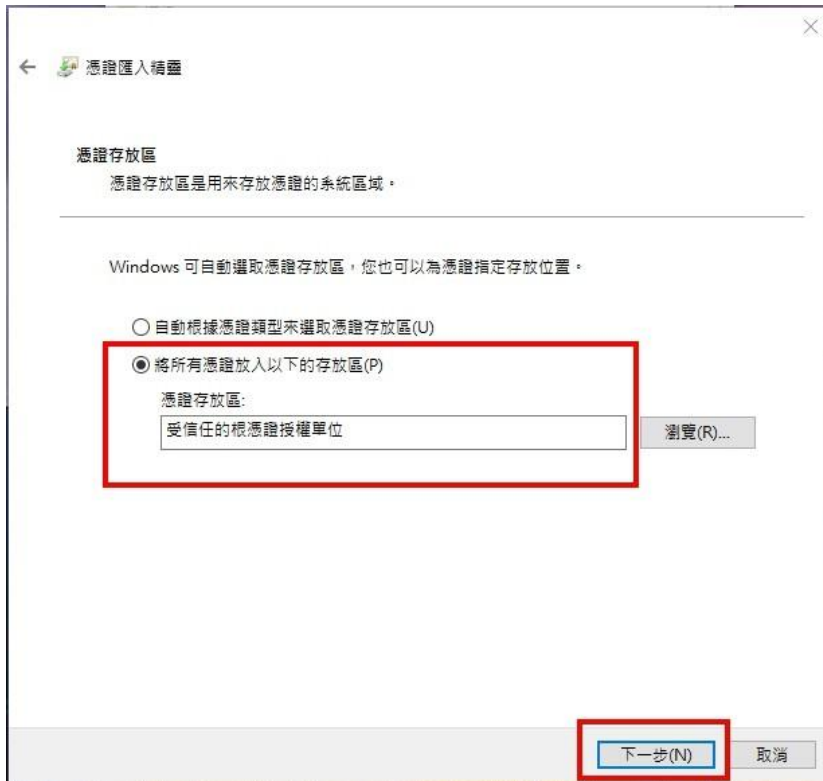 憑證匯入精靈
憑證存放區
憑證存放區是用來存放憑證的系統區域。
Windows 可自動選取憑證存放區，您也可以為憑證指定存放位置。
自動根據憑證類型來選取憑證存放區(U)
將所有憑證放入以下的存放區(P)
憑證存放區:
受信任的根憑證授權單位
瀏覽(R)...
下一步(N)
取消